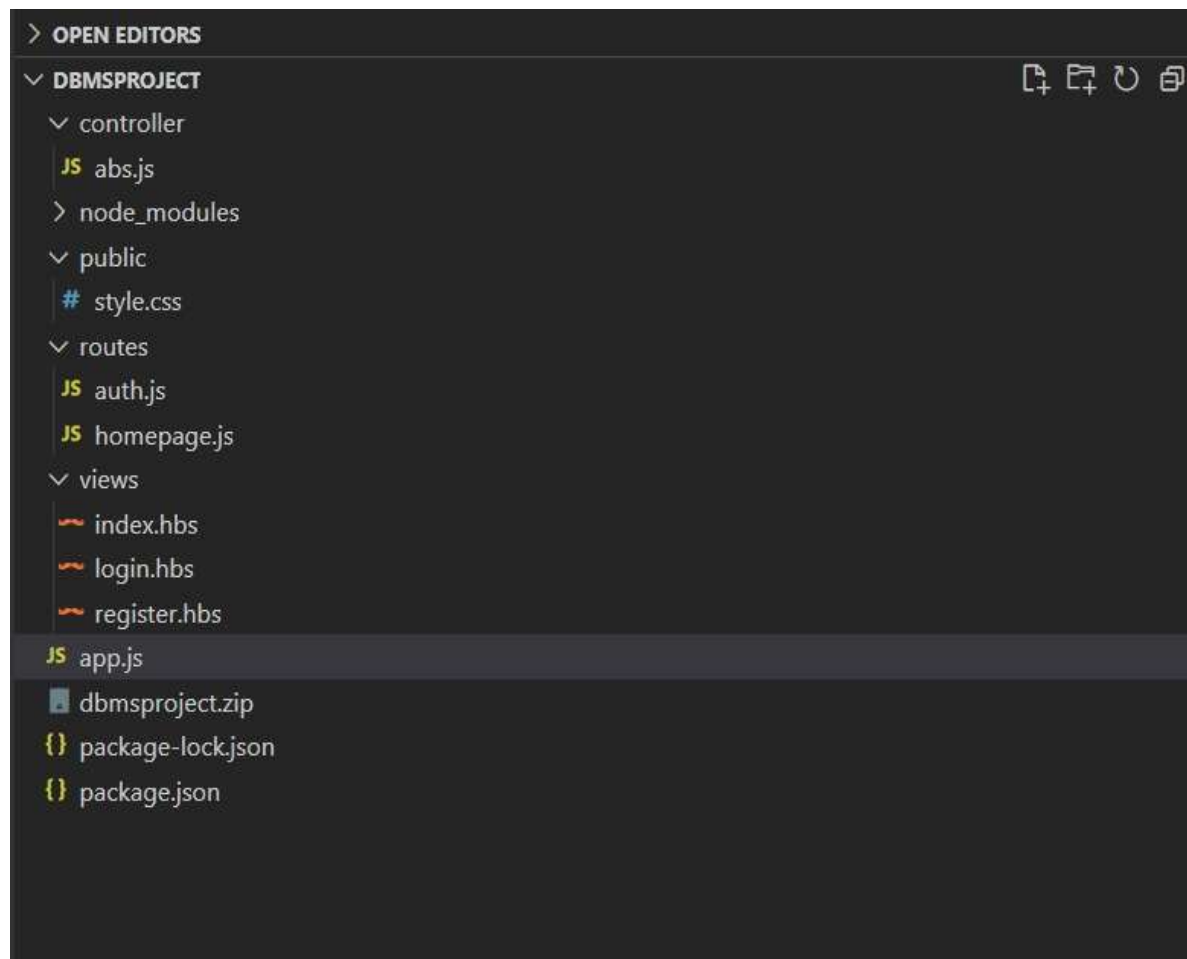 OPEN EDITORS
DBMSPROJECT
controller
JS abs.js
node_modules
public
# style.css
routes
JS auth.js
JS homepage.js
views
index.hbs
login.hbs
register.hbs
JS app.js
dbmsproject.zip
{} package-lock.json
{} package.json